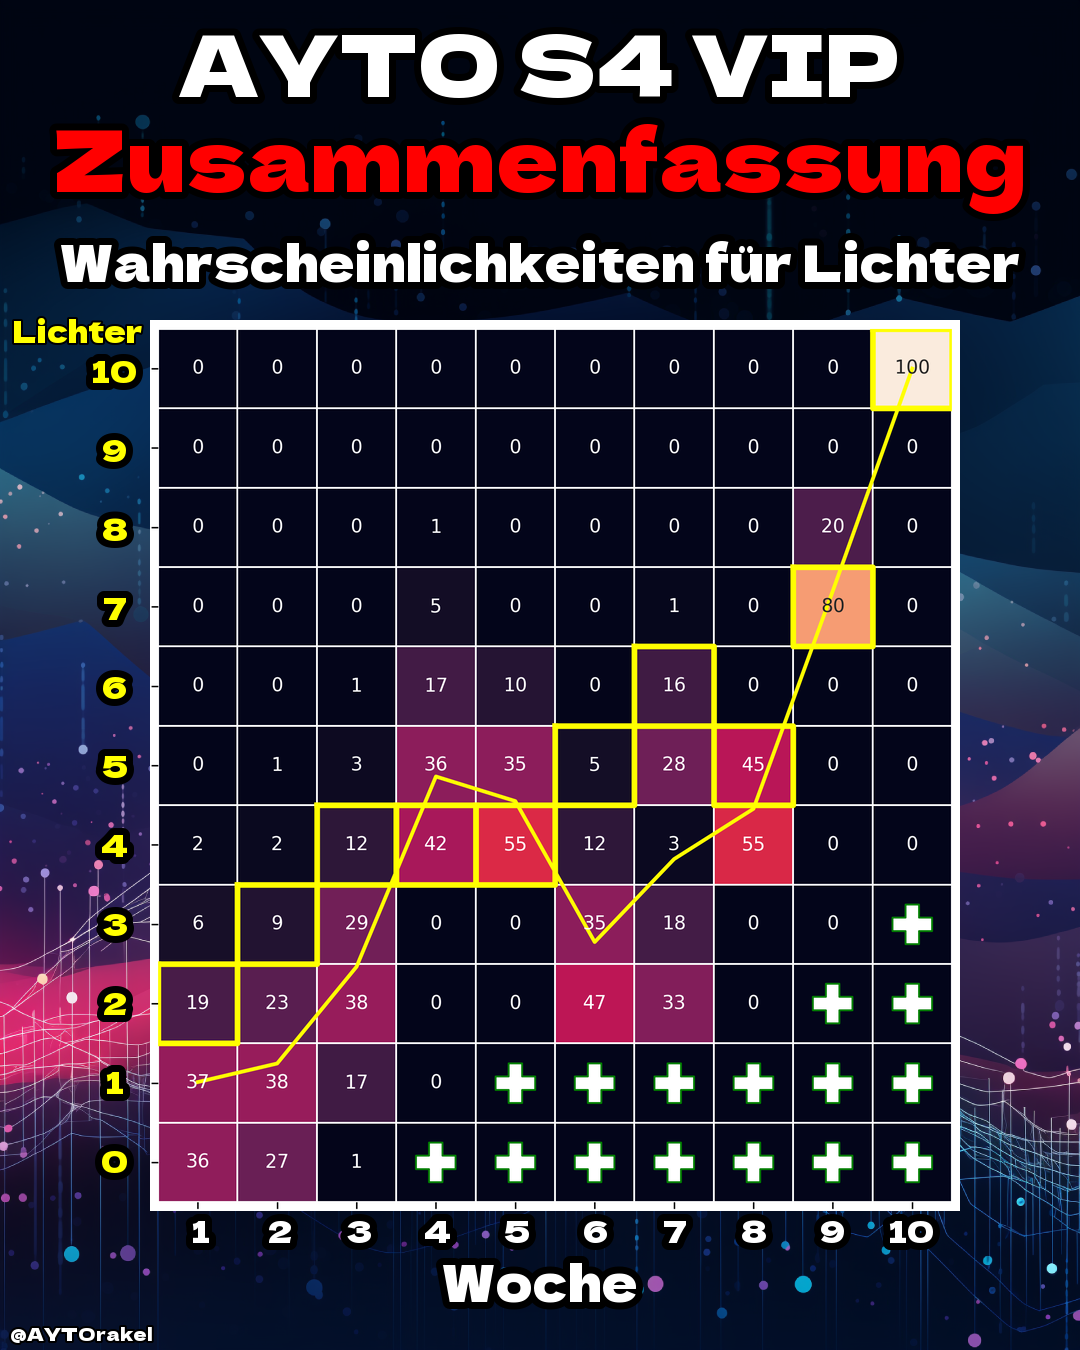 AYTO S4 VIP
Zusammenfassung
Wahrscheinlichkeiten für Lichter
Lichter
10 0 0 0 0 0 0 0 0 0 100
9 0 0 0 0 0 0 0 0 0 0
8 0 0 0 1 0 0 0 0 20 0
7 0 0 0 5 0 0 1 0 80 0
6 0 0 1 17 10 0 16 0 0 0
5 0 1 3 36 35 5 28 45 0 0
4 2 2 12 42 55 12 3 55 0 0
3 6 9 29 0 0 35 18 0 0
2 19 23 38 0 0 47 33 0
1 37 38 17 0
0 36 27 1
1 2 3 4 5 6 7 8 9 10
Woche
@AYTOrakel